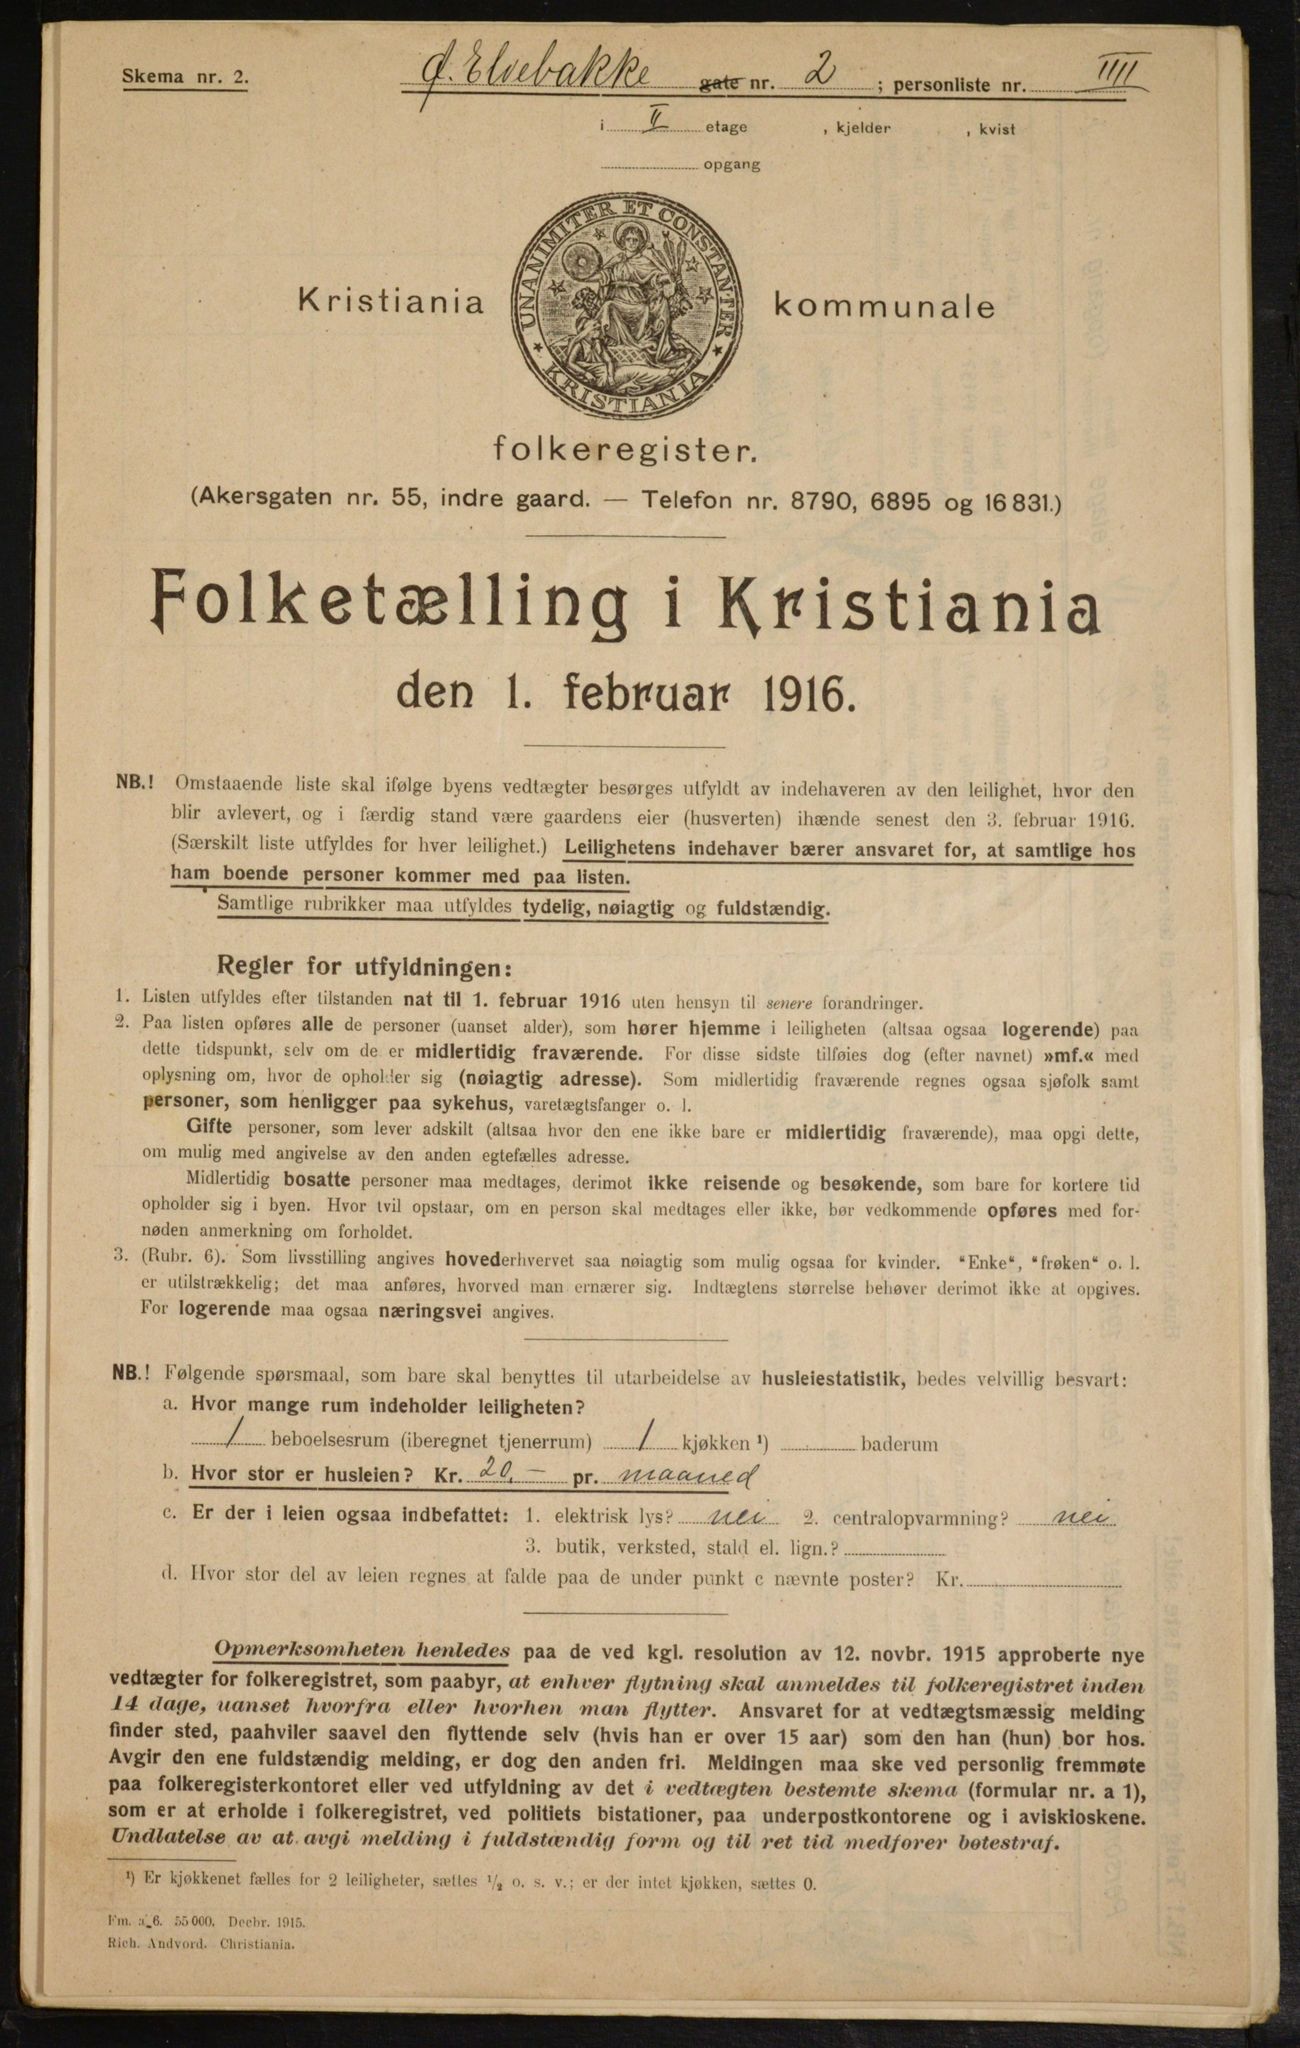 Skema nr. 2.
Ø. Elvebakke gate nr. 2 ; personliste nr. IIII
i II etage , kjelder , kvist
opgang
UNANIMITER ET CONSTANTER * KRISTIANIA *
Kristiania kommunale
folkeregister.
(Akersgaten nr. 55, indre gaard. — Telefon nr. 8790, 6895 og 16 831.)
Folketælling i Kristiania
den 1. februar 1916.
NB.! Omstaaende liste skal ifølge byens vedtægter besørges utfyldt av indehaveren av den leilighet, hvor den
blir avlevert, og i færdig stand være gaardens eier (husverten) ihænde senest den 3. februar 1916.
(Særskilt liste utfyldes for hver leilighet.) Leilighetens indehaver bærer ansvaret for, at samtlige hos
ham boende personer kommer med paa listen.
Samtlige rubrikker maa utfyldes tydelig, nøiagtig og fuldstændig.
Regler for utfyldningen:
1. Listen utfyldes efter tilstanden nat til 1. februar 1916 uten hensyn til senere forandringer.
2. Paa listen opføres alle de personer (uanset alder), som hører hjemme i leiligheten (altsaa ogsaa logerende) paa
dette tidspunkt, selv om de er midlertidig fraværende. For disse sidste tilføies dog (efter navnet) »mf.« med
oplysning om, hvor de opholder sig (nøiagtig adresse). Som midlertidig fraværende regnes ogsaa sjøfolk samt
personer, som henligger paa sykehus, varetægtsfanger o. l.
Gifte personer, som lever adskilt (altsaa hvor den ene ikke bare er midlertidig fraværende), maa opgi dette,
om mulig med angivelse av den anden egtefælles adresse.
Midlertidig bosatte personer maa medtages, derimot ikke reisende og besøkende, som bare for kortere tid
opholder sig i byen. Hvor tvil opstaar, om en person skal medtages eller ikke, bør vedkommende opføres med for-
nøden anmerkning om forholdet.
3. (Rubr. 6). Som livsstilling angives hovederhvervet saa nøiagtig som mulig ogsaa for kvinder. "Enke", "frøken" o. l.
er utilstrækkelig; det maa anføres, hvorved man ernærer sig. Indtægtens størrelse behøver derimot ikke at opgives.
For logerende maa ogsaa næringsvei angives.
NB.! Følgende spørsmaal, som bare skal benyttes til utarbeidelse av husleiestatistik, bedes velvillig besvart:
a. Hvor mange rum indeholder leiligheten?
1 beboelsesrum (iberegnet tjenerrum) 1 kjøkken ¹) baderum
b. Hvor stor er husleien? Kr. 20.- pr. maaned
c. Er der i leien ogsaa indbefattet: 1. elektrisk lys? nei 2. centralopvarmning? nei
3. butik, verksted, stald el. lign.?
d. Hvor stor del av leien regnes at falde paa de under punkt c nævnte poster? Kr.
Opmerksomheten henledes paa de ved kgl. resolution av 12. novbr. 1915 approberte nye
vedtægter for folkeregistret, som paabyr, at enhver flytning skal anmeldes til folkeregistret inden
14 dage, uanset hvorfra eller hvorhen man flytter. Ansvaret for at vedtægtsmæssig melding
finder sted, paahviler saavel den flyttende selv (hvis han er over 15 aar) som den han (hun) bor hos.
Avgir den ene fuldstændig melding, er dog den anden fri. Meldingen maa ske ved personlig fremmøte
paa folkeregisterkontoret eller ved utfyldning av det i vedtægten bestemte skema (formular nr. a 1),
som er at erholde i folkeregistret, ved politiets bistationer, paa underpostkontorene og i aviskioskene.
Undlatelse av at avgi melding i fuldstændig form og til ret tid medfører bøtestraf.
¹) Er kjøkkenet fælles for 2 leiligheter, sættes ½ o. s. v.; er der intet kjøkken, sættes 0.
Fm. a_6. 55 000. Decbr. 1915.
Rich. Andvord. Christiania.